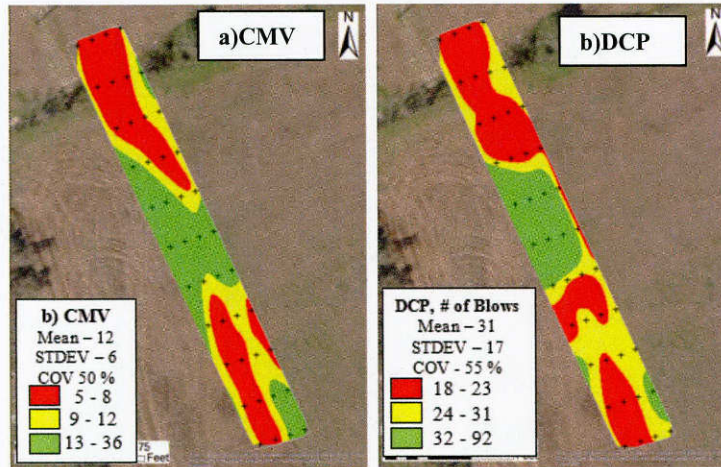 a)CMV
N
b) CMV
Mean – 12
STDEV – 6
COV 50 %
5 - 8
9 - 12
13 - 36
75
Feet
b)DCP
N
DCP, # of Blows
Mean – 31
STDEV – 17
COV - 55 %
18 - 23
24 - 31
32 - 92